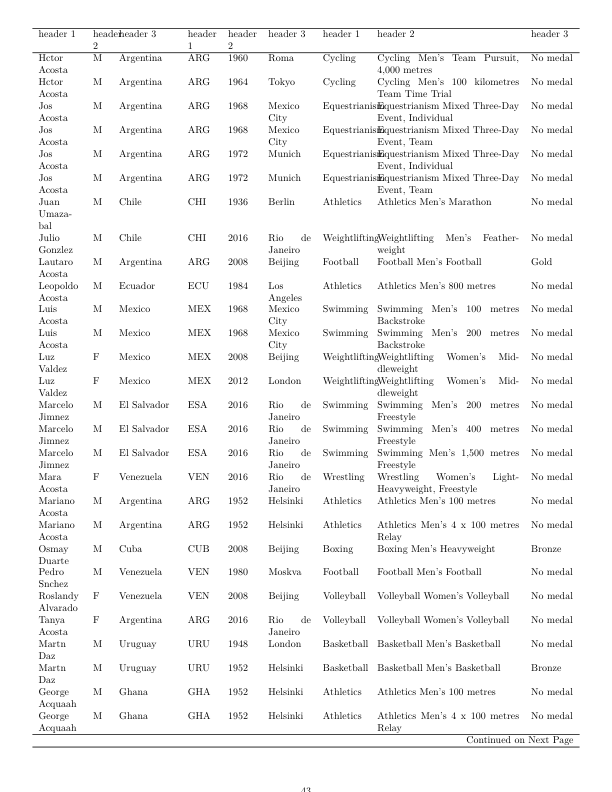 header 1 header header 3 header header header 3 header 1 header 2 header 3
2 1 2
Hctor M Argentina ARG 1960 Roma Cycling Cycling Men's Team Pursuit, No medal
Acosta 4,000 metres
Hctor M Argentina ARG 1964 Tokyo Cycling Cycling Men's 100 kilometres No medal
Acosta Team Time Trial
Jos M Argentina ARG 1968 Mexico Equestrianism Equestrianism Mixed Three-Day No medal
Acosta City Event, Individual
Jos M Argentina ARG 1968 Mexico Equestrianism Equestrianism Mixed Three-Day No medal
Acosta City Event, Team
Jos M Argentina ARG 1972 Munich Equestrianism Equestrianism Mixed Three-Day No medal
Acosta Event, Individual
Jos M Argentina ARG 1972 Munich Equestrianism Equestrianism Mixed Three-Day No medal
Acosta Event, Team
Juan M Chile CHI 1936 Berlin Athletics Athletics Men's Marathon No medal
Umaza-
bal
Julio M Chile CHI 2016 Rio de Weightlifting Weightlifting Men's Feather- No medal
Gonzlez Janeiro weight
Lautaro M Argentina ARG 2008 Beijing Football Football Men's Football Gold
Acosta
Leopoldo M Ecuador ECU 1984 Los Athletics Athletics Men's 800 metres No medal
Acosta Angeles
Luis M Mexico MEX 1968 Mexico Swimming Swimming Men's 100 metres No medal
Acosta City Backstroke
Luis M Mexico MEX 1968 Mexico Swimming Swimming Men's 200 metres No medal
Acosta City Backstroke
Luz F Mexico MEX 2008 Beijing Weightlifting Weightlifting Women's Mid- No medal
Valdez dleweight
Luz F Mexico MEX 2012 London Weightlifting Weightlifting Women's Mid- No medal
Valdez dleweight
Marcelo M El Salvador ESA 2016 Rio de Swimming Swimming Men's 200 metres No medal
Jimnez Janeiro Freestyle
Marcelo M El Salvador ESA 2016 Rio de Swimming Swimming Men's 400 metres No medal
Jimnez Janeiro Freestyle
Marcelo M El Salvador ESA 2016 Rio de Swimming Swimming Men's 1,500 metres No medal
Jimnez Janeiro Freestyle
Mara F Venezuela VEN 2016 Rio de Wrestling Wrestling Women's Light- No medal
Acosta Janeiro Heavyweight, Freestyle
Mariano M Argentina ARG 1952 Helsinki Athletics Athletics Men's 100 metres No medal
Acosta
Mariano M Argentina ARG 1952 Helsinki Athletics Athletics Men's 4 x 100 metres No medal
Acosta Relay
Osmay M Cuba CUB 2008 Beijing Boxing Boxing Men's Heavyweight Bronze
Duarte
Pedro M Venezuela VEN 1980 Moskva Football Football Men's Football No medal
Snchez
Roslandy F Venezuela VEN 2008 Beijing Volleyball Volleyball Women's Volleyball No medal
Alvarado
Tanya F Argentina ARG 2016 Rio de Volleyball Volleyball Women's Volleyball No medal
Acosta Janeiro
Martn M Uruguay URU 1948 London Basketball Basketball Men's Basketball No medal
Daz
Martn M Uruguay URU 1952 Helsinki Basketball Basketball Men's Basketball Bronze
Daz
George M Ghana GHA 1952 Helsinki Athletics Athletics Men's 100 metres No medal
Acquaah
George M Ghana GHA 1952 Helsinki Athletics Athletics Men's 4 x 100 metres No medal
Acquaah Relay
Continued on Next Page